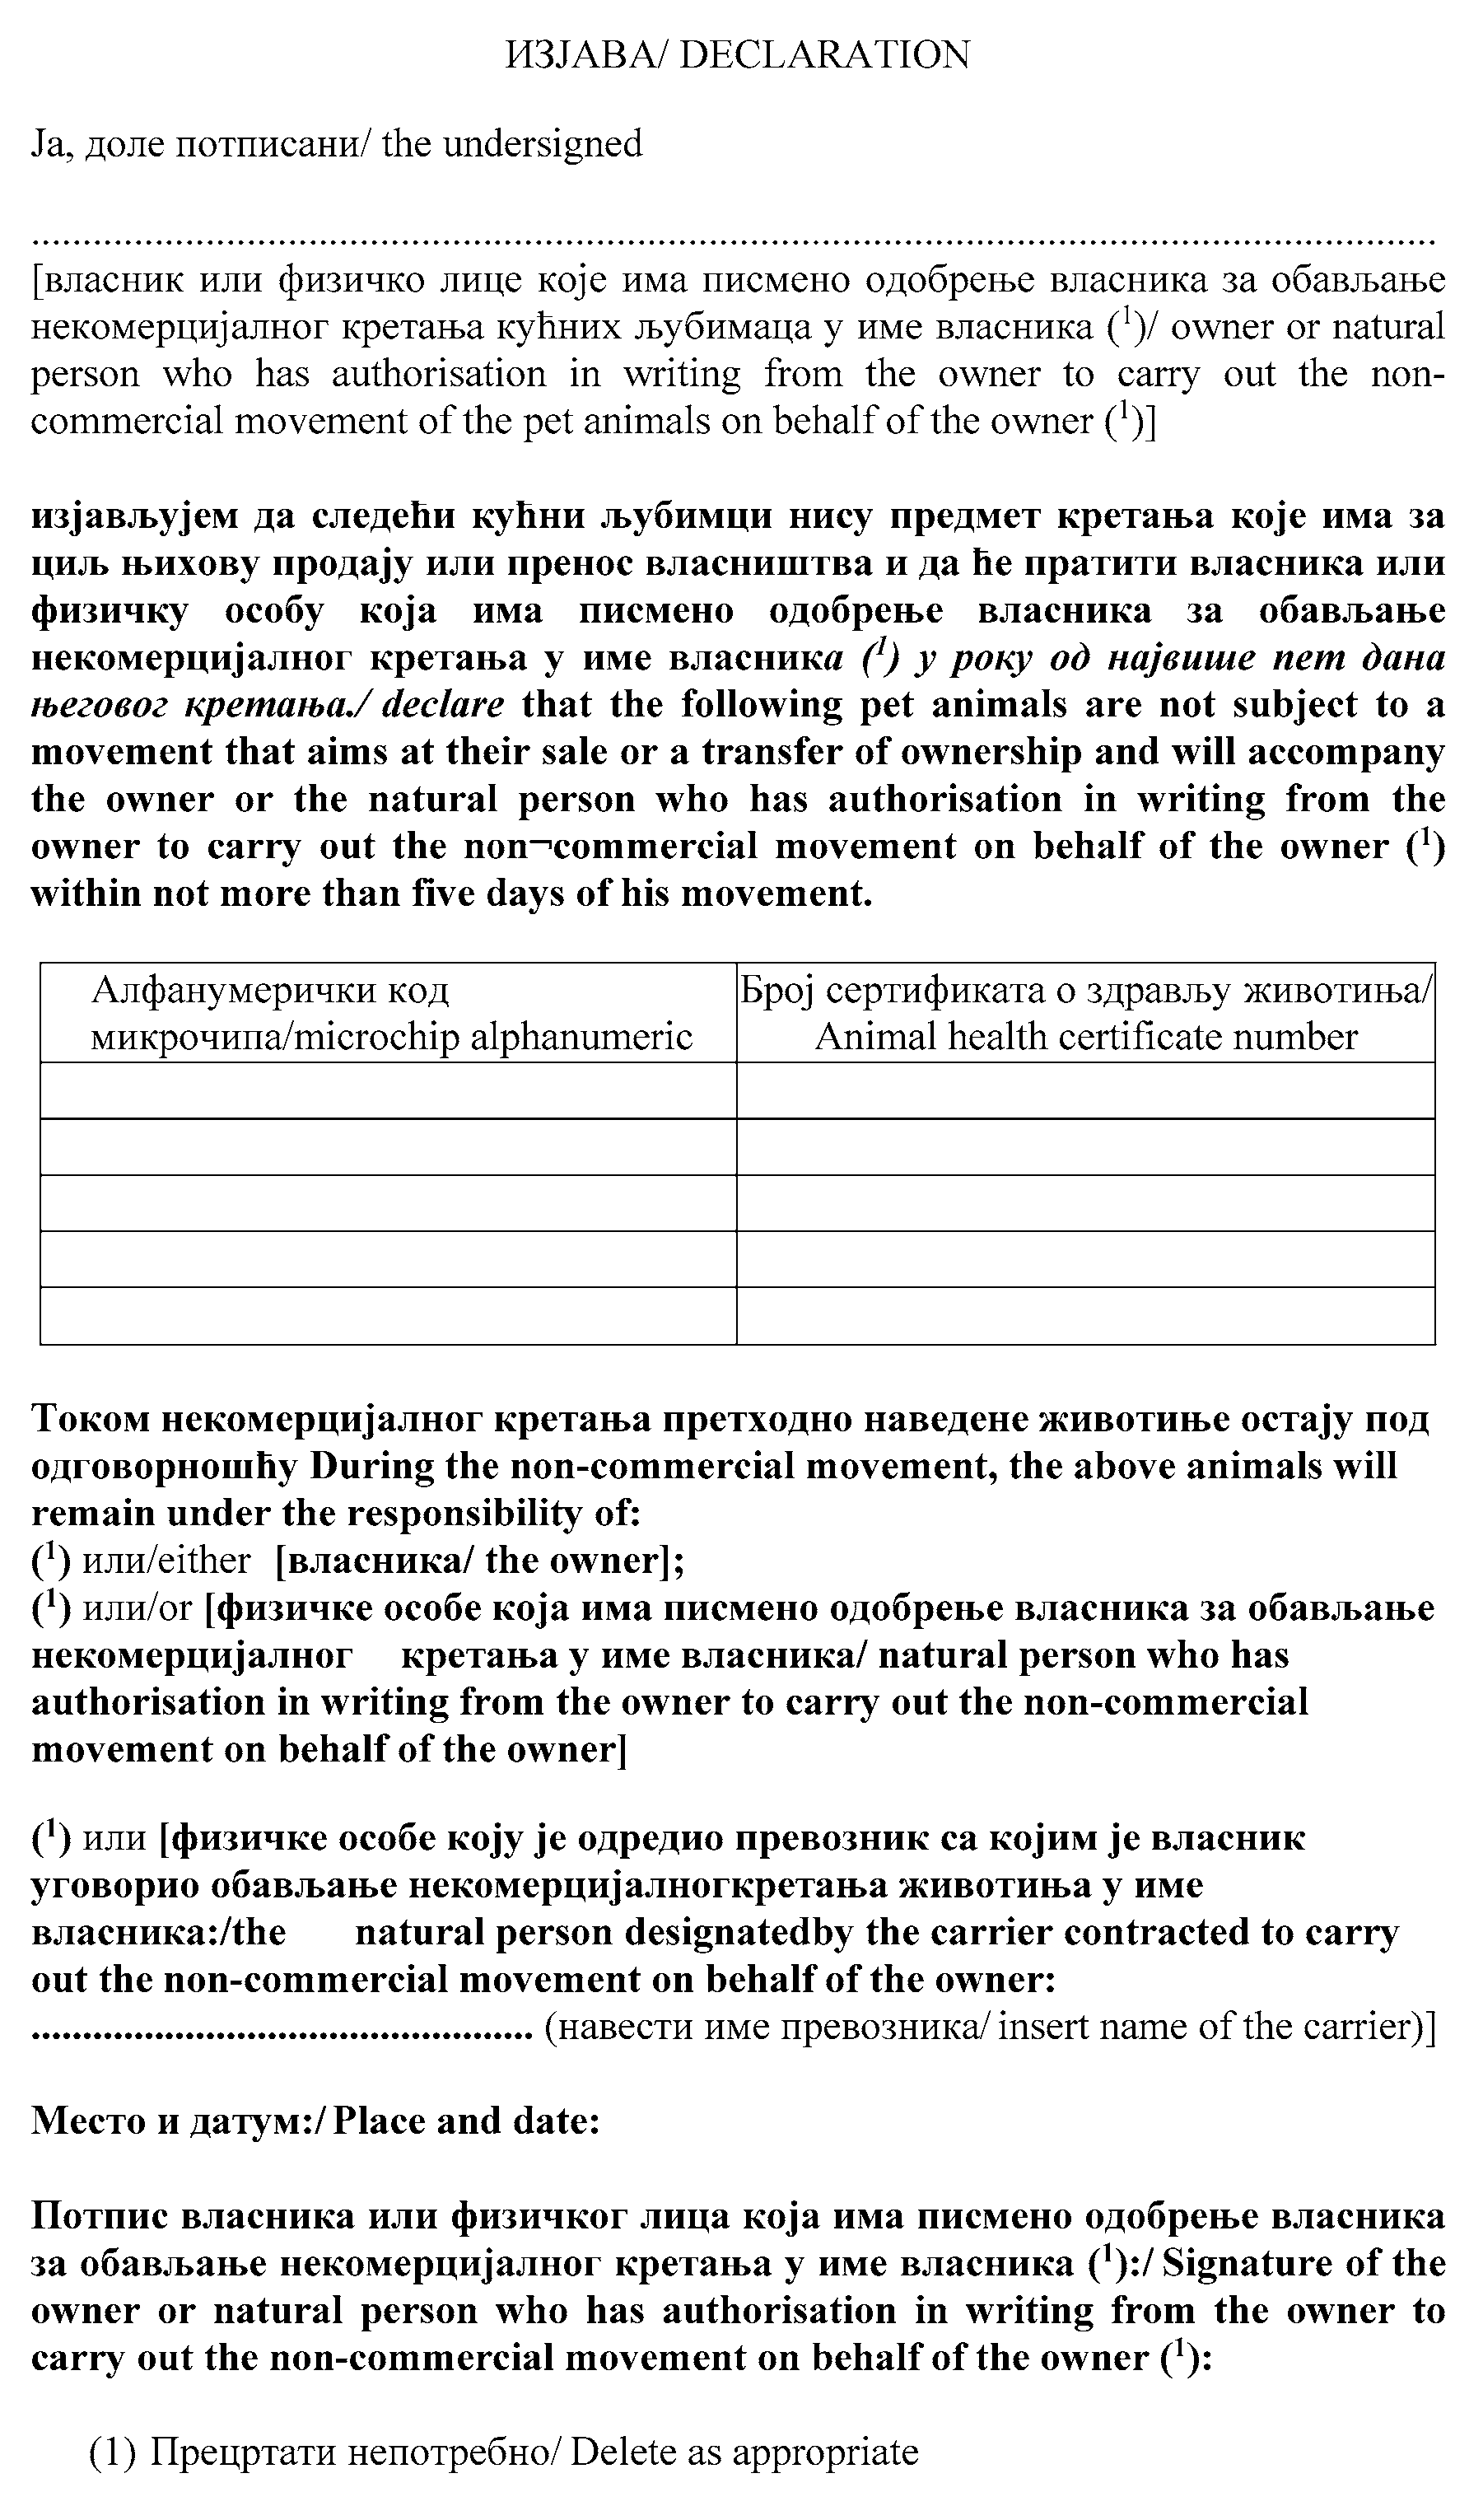 ИЗЈАВА/ DECLARATION
Ја, доле потписани/ the undersigned
........................................................................................................................................
[власник или физичко лице које има писмено одобрење власника за обављање
некомерцијалног кретања кућних љубимаца у име власника (¹)/ owner or natural
person who has authorisation in writing from the owner to carry out the non-
commercial movement of the pet animals on behalf of the owner (¹)]
изјављујем да следећи кућни љубимци нису предмет кретања које има за
циљ њихову продају или пренос власништва и да ће пратити власника или
физичку особу која има писмено одобрење власника за обављање
некомерцијалног кретања у име власника (¹) у року од највише пет дана
његовог кретања./ declare that the following pet animals are not subject to a
movement that aims at their sale or a transfer of ownership and will accompany
the owner or the natural person who has authorisation in writing from the
owner to carry out the non¬commercial movement on behalf of the owner (¹)
within not more than five days of his movement.
Алфанумерички код
микрочипа/microchip alphanumeric
Број сертификата о здрављу животиња/
Animal health certificate number
Током некомерцијалног кретања претходно наведене животиње остају под
одговорношћу During the non-commercial movement, the above animals will
remain under the responsibility of:
(¹) или/either [власника/ the owner];
(¹) или/or [физичке особе која има писмено одобрење власника за обављање
некомерцијалног кретања у име власника/ natural person who has
authorisation in writing from the owner to carry out the non-commercial
movement on behalf of the owner]
(¹) или [физичке особе коју је одредио превозник са којим је власник
уговорио обављање некомерцијалногкретања животиња у име
власника:/the natural person designatedby the carrier contracted to carry
out the non-commercial movement on behalf of the owner:
................................................ (навести име превозника/ insert name of the carrier)]
Место и датум:/ Place and date:
Потпис власника или физичког лица која има писмено одобрење власника
за обављање некомерцијалног кретања у име власника (¹):/ Signature of the
owner or natural person who has authorisation in writing from the owner to
carry out the non-commercial movement on behalf of the owner (¹):
(1) Прецртати непотребно/ Delete as appropriate